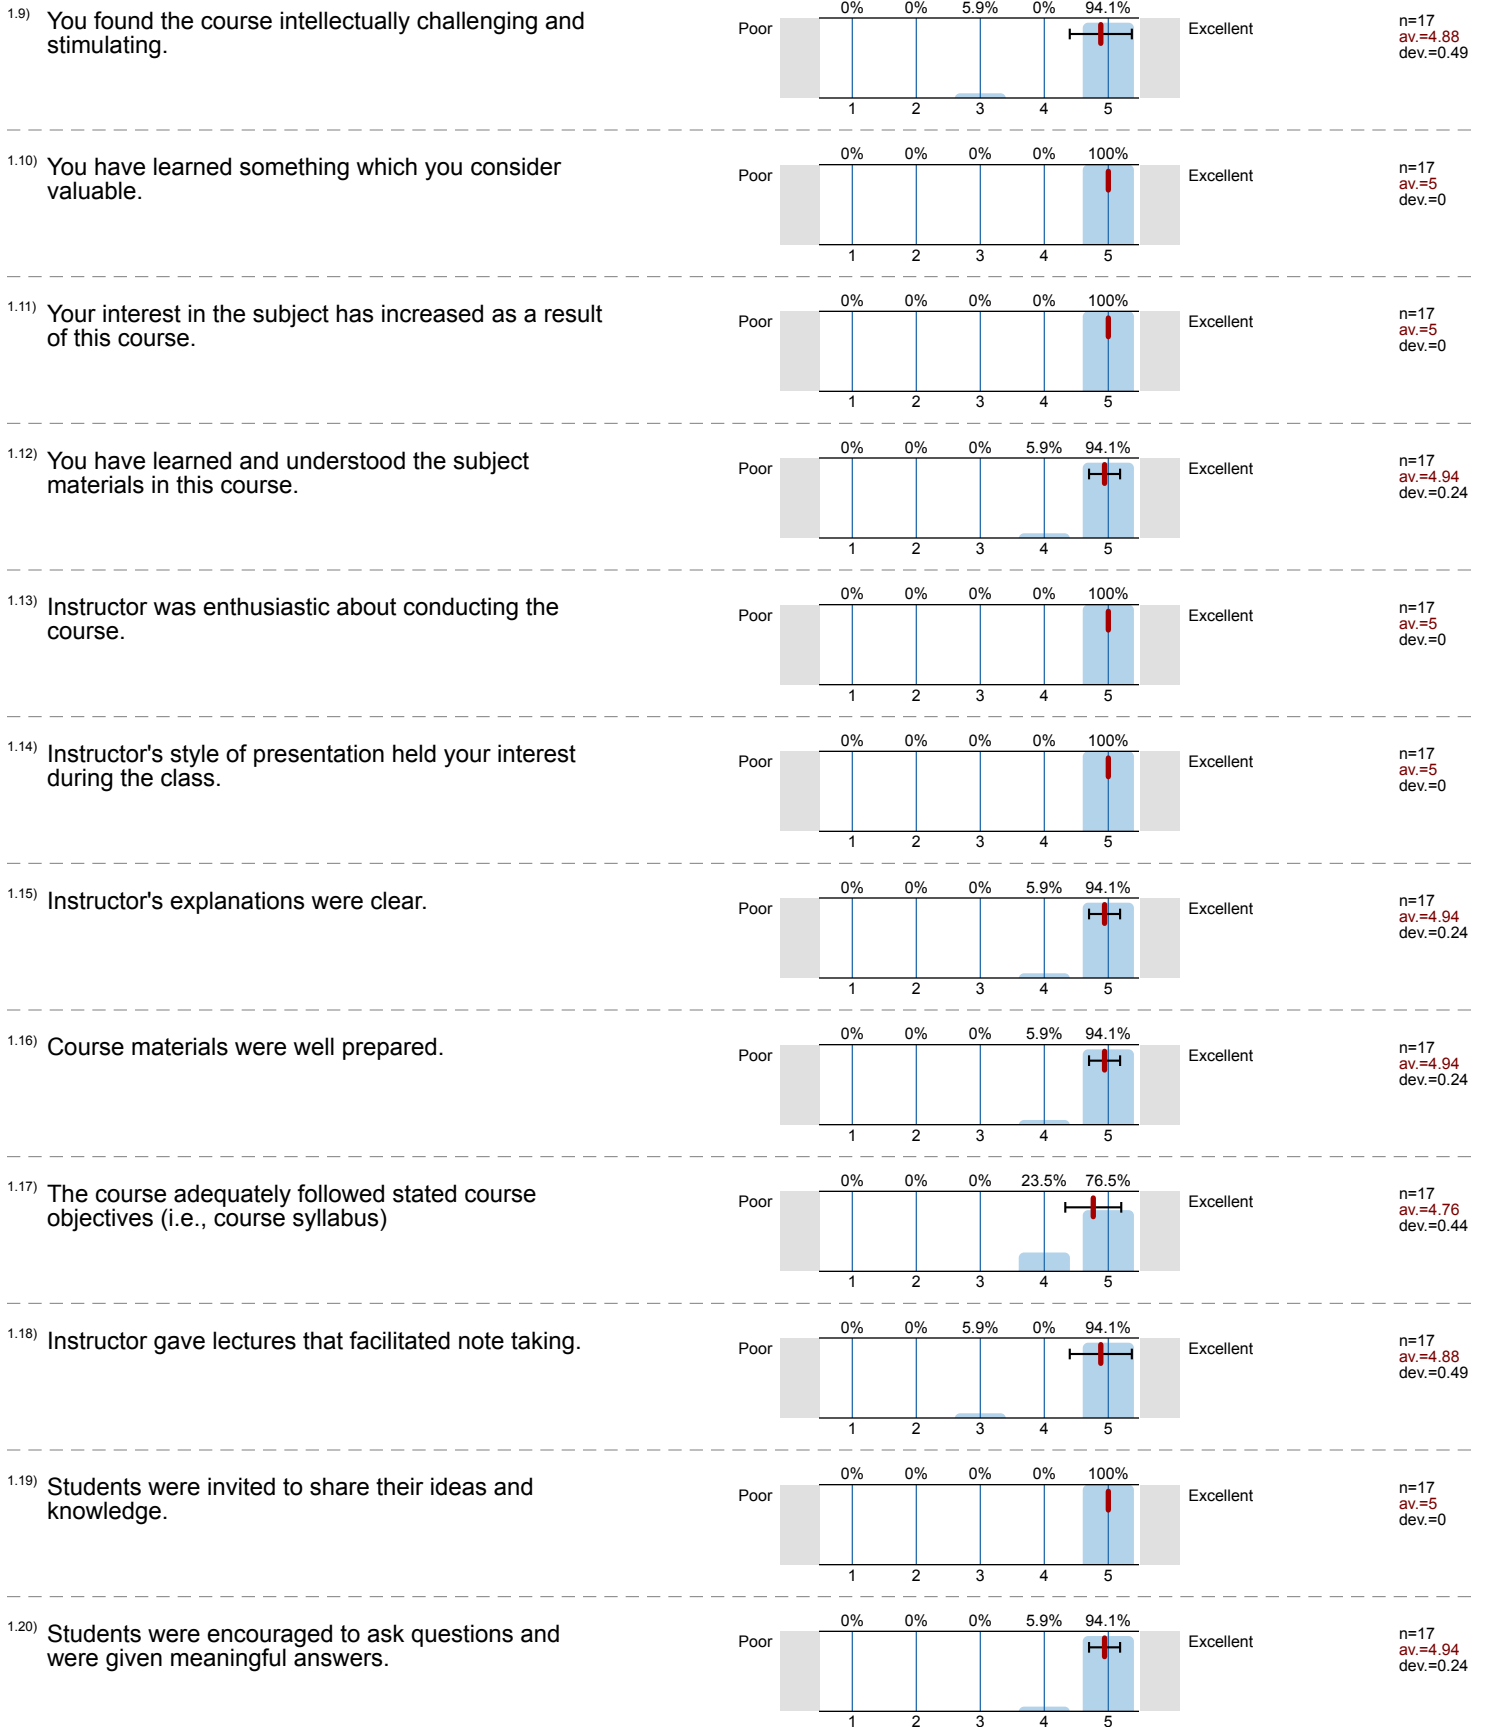 1.9) You found the course intellectually challenging and
stimulating.
0% 0% 5.9% 0% 94.1%
Poor Excellent
1 2 3 4 5
n=17
av.=4.88
dev.=0.49
1.10) You have learned something which you consider
valuable.
0% 0% 0% 0% 100%
Poor Excellent
1 2 3 4 5
n=17
av.=5
dev.=0
1.11) Your interest in the subject has increased as a result
of this course.
0% 0% 0% 0% 100%
Poor Excellent
1 2 3 4 5
n=17
av.=5
dev.=0
1.12) You have learned and understood the subject
materials in this course.
0% 0% 0% 5.9% 94.1%
Poor Excellent
1 2 3 4 5
n=17
av.=4.94
dev.=0.24
1.13) Instructor was enthusiastic about conducting the
course.
0% 0% 0% 0% 100%
Poor Excellent
1 2 3 4 5
n=17
av.=5
dev.=0
1.14) Instructor's style of presentation held your interest
during the class.
0% 0% 0% 0% 100%
Poor Excellent
1 2 3 4 5
n=17
av.=5
dev.=0
1.15) Instructor's explanations were clear.
0% 0% 0% 5.9% 94.1%
Poor Excellent
1 2 3 4 5
n=17
av.=4.94
dev.=0.24
1.16) Course materials were well prepared.
0% 0% 0% 5.9% 94.1%
Poor Excellent
1 2 3 4 5
n=17
av.=4.94
dev.=0.24
1.17) The course adequately followed stated course
objectives (i.e., course syllabus)
0% 0% 0% 23.5% 76.5%
Poor Excellent
1 2 3 4 5
n=17
av.=4.76
dev.=0.44
1.18) Instructor gave lectures that facilitated note taking.
0% 0% 5.9% 0% 94.1%
Poor Excellent
1 2 3 4 5
n=17
av.=4.88
dev.=0.49
1.19) Students were invited to share their ideas and
knowledge.
0% 0% 0% 0% 100%
Poor Excellent
1 2 3 4 5
n=17
av.=5
dev.=0
1.20) Students were encouraged to ask questions and
were given meaningful answers.
0% 0% 0% 5.9% 94.1%
Poor Excellent
1 2 3 4 5
n=17
av.=4.94
dev.=0.24